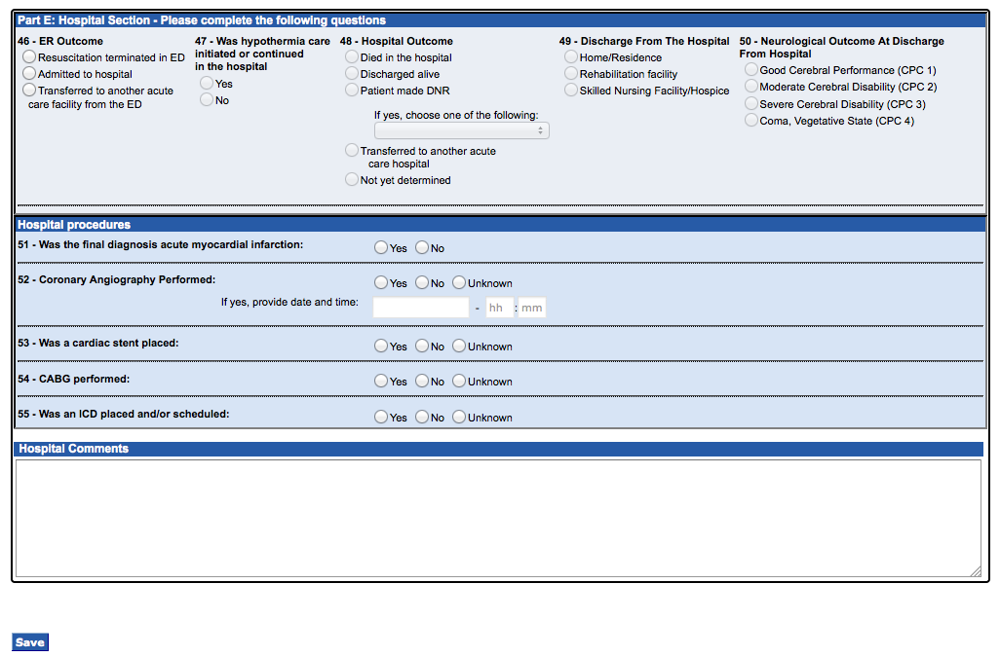 Part E: Hospital Section - Please complete the following questions
46 - ER Outcome
Resuscitation terminated in ED
Admitted to hospital
Transferred to another acute
care facility from the ED
47 - Was hypothermia care
initiated or continued
in the hospital
Yes
No
48 - Hospital Outcome
Died in the hospital
Discharged alive
Patient made DNR
If yes, choose one of the following:
Transferred to another acute
care hospital
Not yet determined
49 - Discharge From The Hospital
Home/Residence
Rehabilitation facility
Skilled Nursing Facility/Hospice
50 - Neurological Outcome At Discharge
From Hospital
Good Cerebral Performance (CPC 1)
Moderate Cerebral Disability (CPC 2)
Severe Cerebral Disability (CPC 3)
Coma, Vegetative State (CPC 4)
Hospital procedures
51 - Was the final diagnosis acute myocardial infarction:
Yes No
52 - Coronary Angiography Performed:
Yes No Unknown
If yes, provide date and time:
- hh : mm
53 - Was a cardiac stent placed:
Yes No Unknown
54 - CABG performed:
Yes No Unknown
55 - Was an ICD placed and/or scheduled:
Yes No Unknown
Hospital Comments
Save